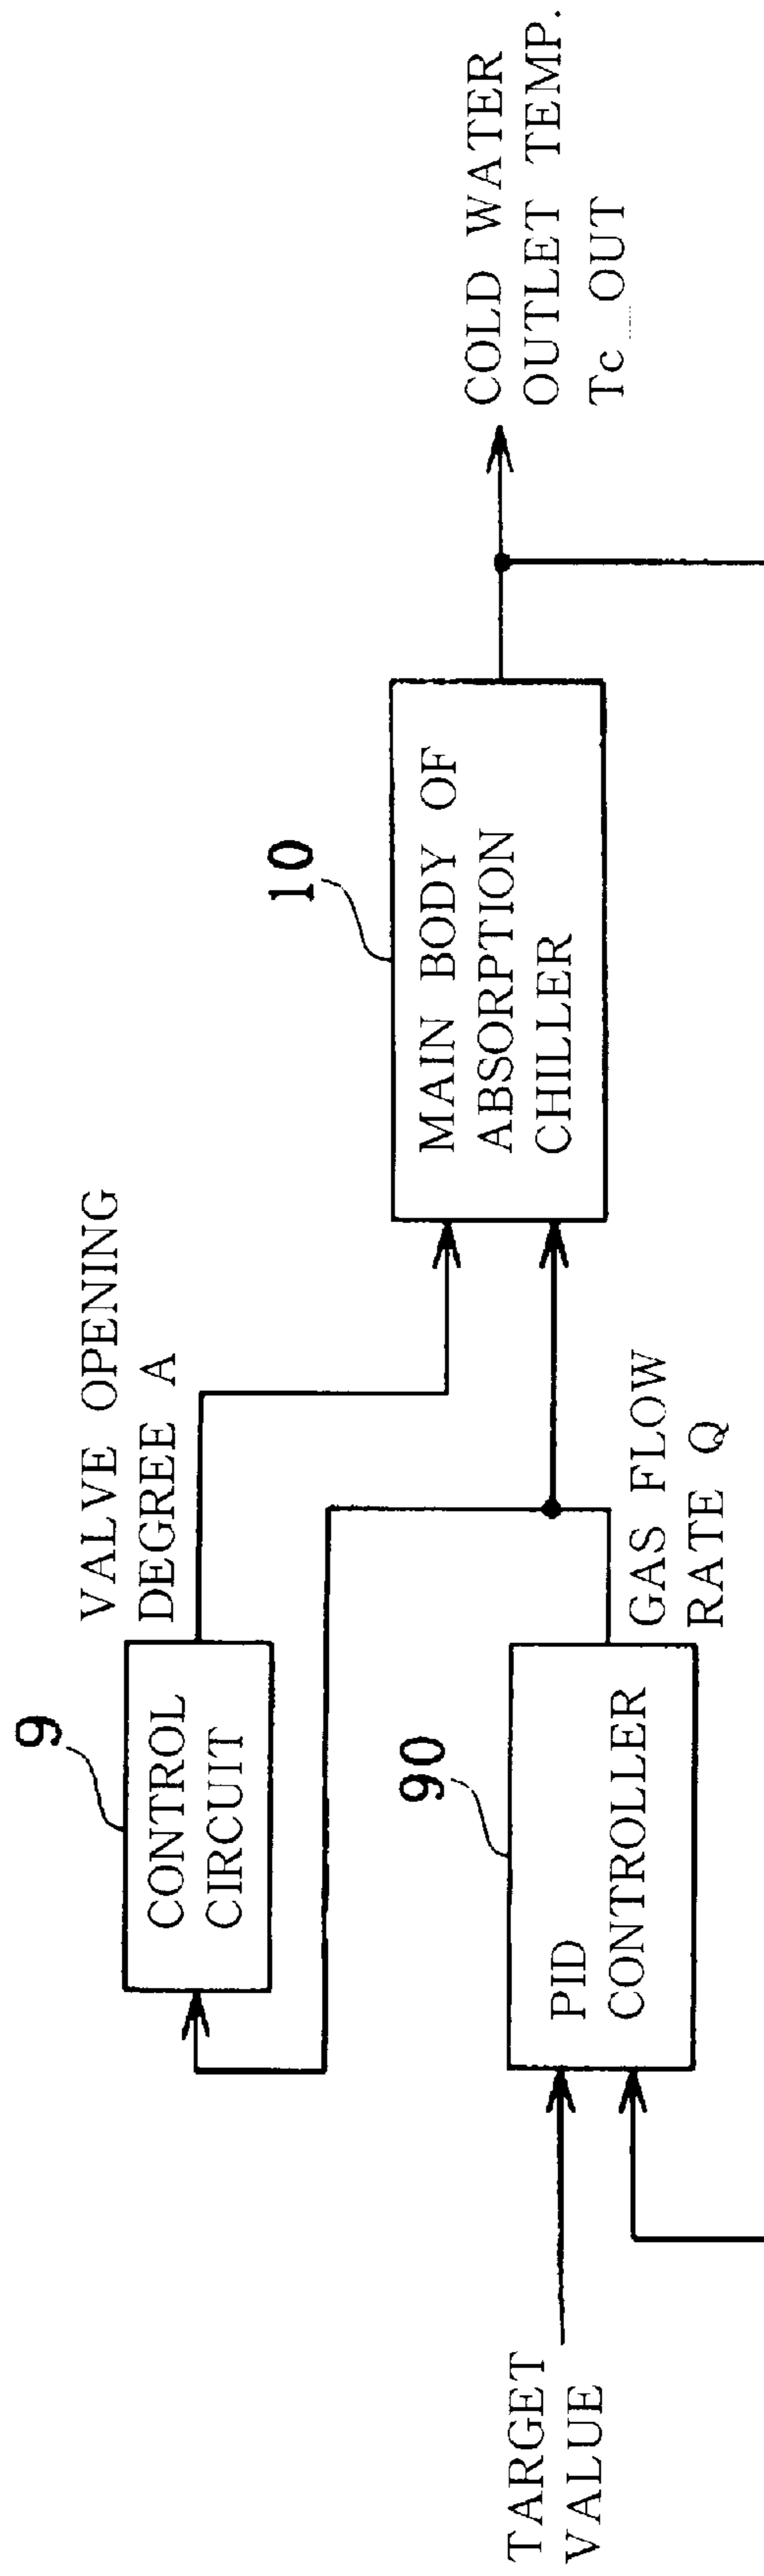 9
CONTROL
CIRCUIT
VALVE OPENING
DEGREE A
90
PID
CONTROLLER
TARGET
VALUE
GAS FLOW
RATE Q
10
MAIN BODY OF
ABSORPTION
CHILLER
COLD WATER
OUTLET TEMP.
Tc_OUT